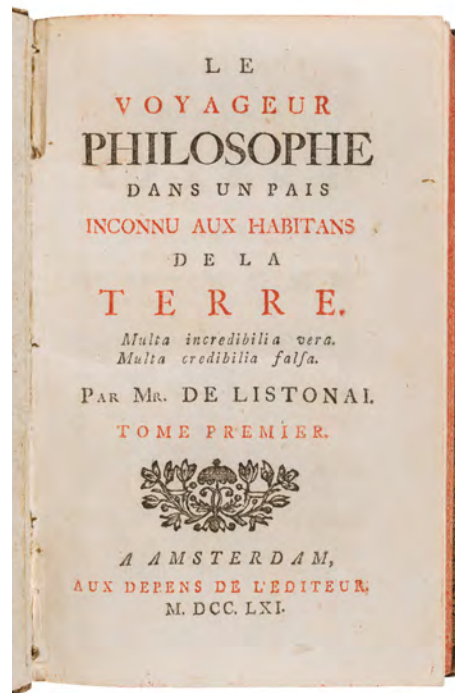 LE
VOYAGEUR
PHILOSOPHE
DANS UN PAIS
INCONNU AUX HABITANS
DE LA
TERRE.
Multa incredibilia vera.
Multa credibilia falſa.
PAR MR. DE LISTONAI.
TOME PREMIER.
A AMSTERDAM,
AUX DEPENS DE L'EDITEUR.
M. DCC. LXI.